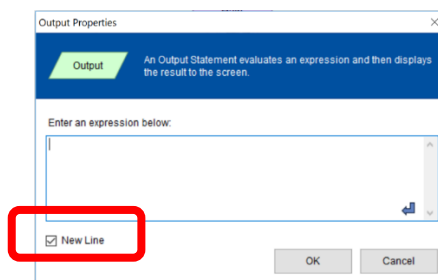 Output Properties
Output
An Output Statement evaluates an expression and then displays
the result to the screen.
Enter an expression below:
New Line
OK
Cancel